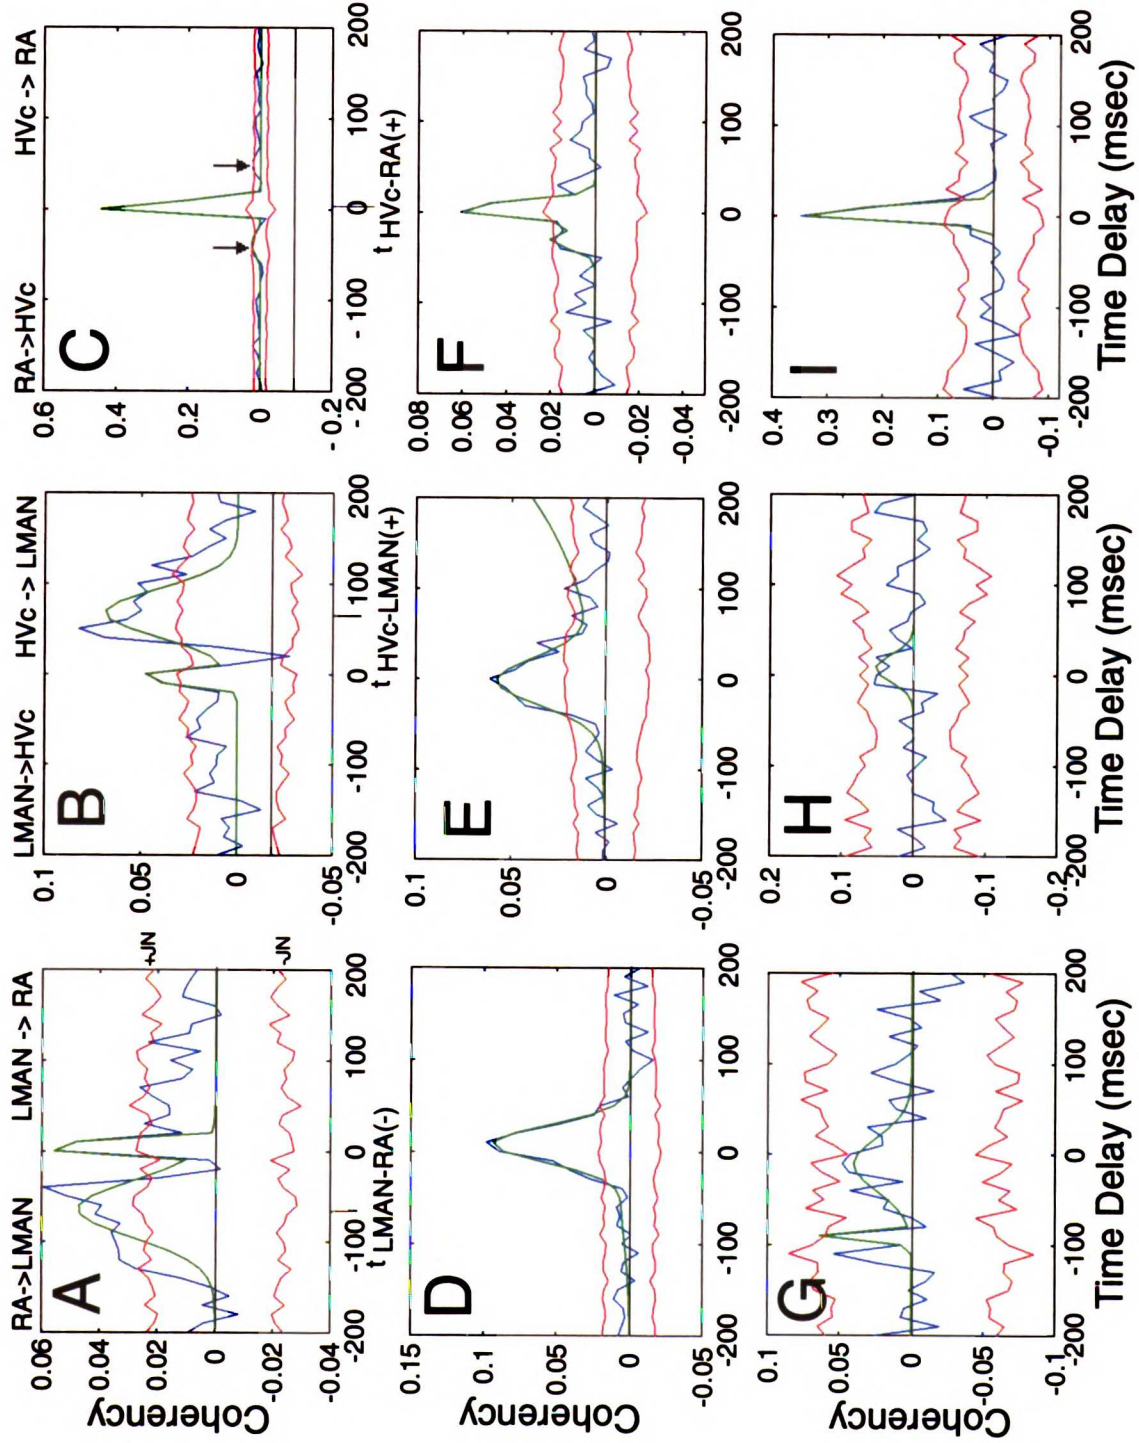 RA->LMAN LMAN -> RA
LMAN->HVc HVc -> LMAN
RA->HVc HVc -> RA
A
0.06
0.04
0.02
0
-0.02
-0.04
-200 -100 0 100 200
+JN
-JN
Coherency
t LMAN-RA(-)
B
0.1
0.05
0
-0.05
-200 -100 0 100 200
t HVc-LMAN(+)
C
0.6
0.4
0.2
0
- 0.2
- 200 - 100 0 100 200
t HVc-RA(+)
D
0.15
0.1
0.05
0
-0.05
-200 -100 0 100 200
E
0.1
0.05
0
-0.05
-200 -100 0 100 200
F
0.08
0.06
0.04
0.02
0
-0.02
-0.04
-200 -100 0 100 200
G
0.1
0.05
0
-0.05
-0.1
-200 -100 0 100 200
Coherency
Time Delay (msec)
H
0.2
0.1
0
-0.1
-0.2
-200 -100 0 100 200
Time Delay (msec)
I
0.4
0.3
0.2
0.1
0
-0.1
-200 -100 0 100 200
Time Delay (msec)